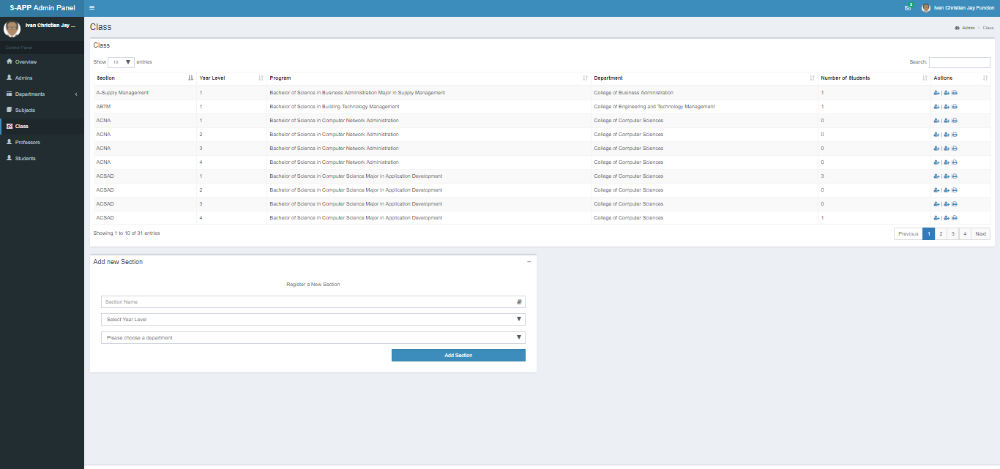 S-APP Admin Panel
2
Ivan Christian Jay Funcion
Ivan Christian Jay ...
Control Panel
Overview
Admins
Departments
Subjects
Class
Professors
Students
Class
Admin > Class
Class
Show 10 entries
Search:
Section Year Level Program Department Number of Students Actions
A-Supply Management 1 Bachelor of Science in Business Administration Major in Supply Management College of Business Administration 1 | |
ABTM 1 Bachelor of Science in Building Technology Management College of Engineering and Technology Management 1 | |
ACNA 1 Bachelor of Science in Computer Network Administration College of Computer Sciences 0 | |
ACNA 2 Bachelor of Science in Computer Network Administration College of Computer Sciences 0 | |
ACNA 3 Bachelor of Science in Computer Network Administration College of Computer Sciences 0 | |
ACNA 4 Bachelor of Science in Computer Network Administration College of Computer Sciences 0 | |
ACSAD 1 Bachelor of Science in Computer Science Major in Application Development College of Computer Sciences 3 | |
ACSAD 2 Bachelor of Science in Computer Science Major in Application Development College of Computer Sciences 0 | |
ACSAD 3 Bachelor of Science in Computer Science Major in Application Development College of Computer Sciences 0 | |
ACSAD 4 Bachelor of Science in Computer Science Major in Application Development College of Computer Sciences 1 | |
Showing 1 to 10 of 31 entries
Previous 1 2 3 4 Next
Add new Section
Register a New Section
Section Name
Select Year Level
Please choose a department
Add Section